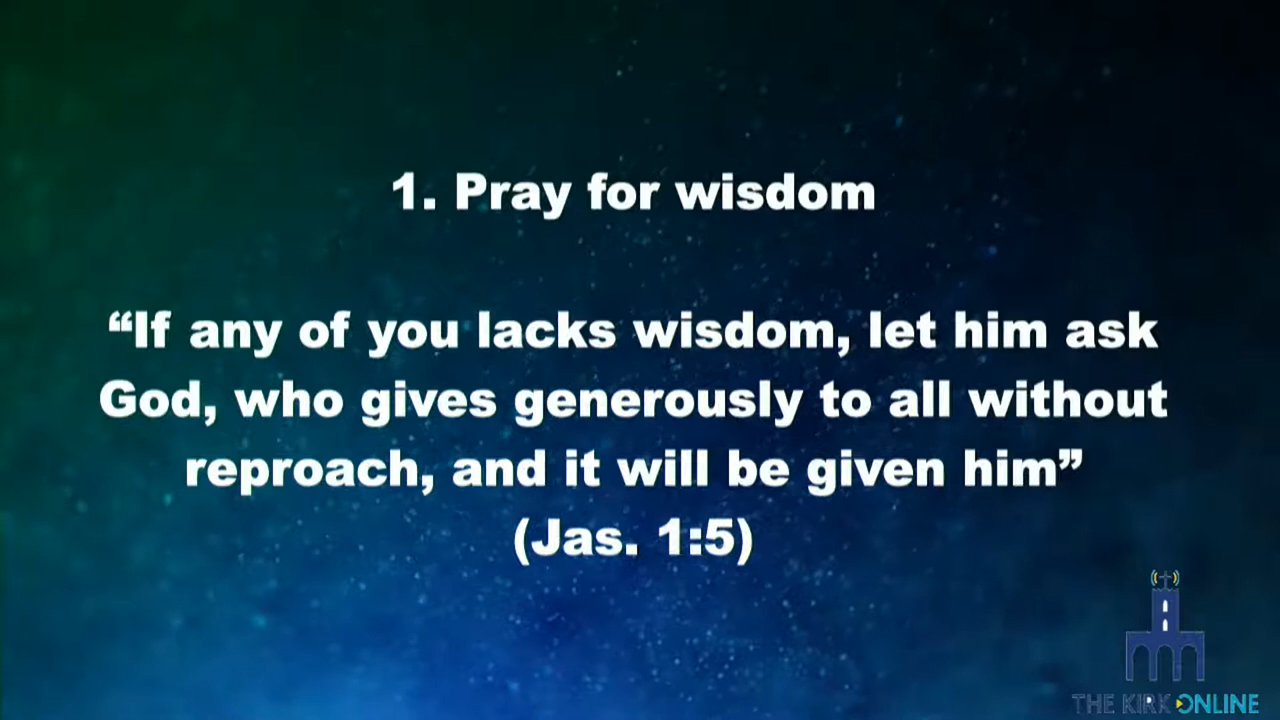 1. Pray for wisdom
“If any of you lacks wisdom, let him ask
God, who gives generously to all without
reproach, and it will be given him”
(Jas. 1:5)
THE KIRK ONLINE